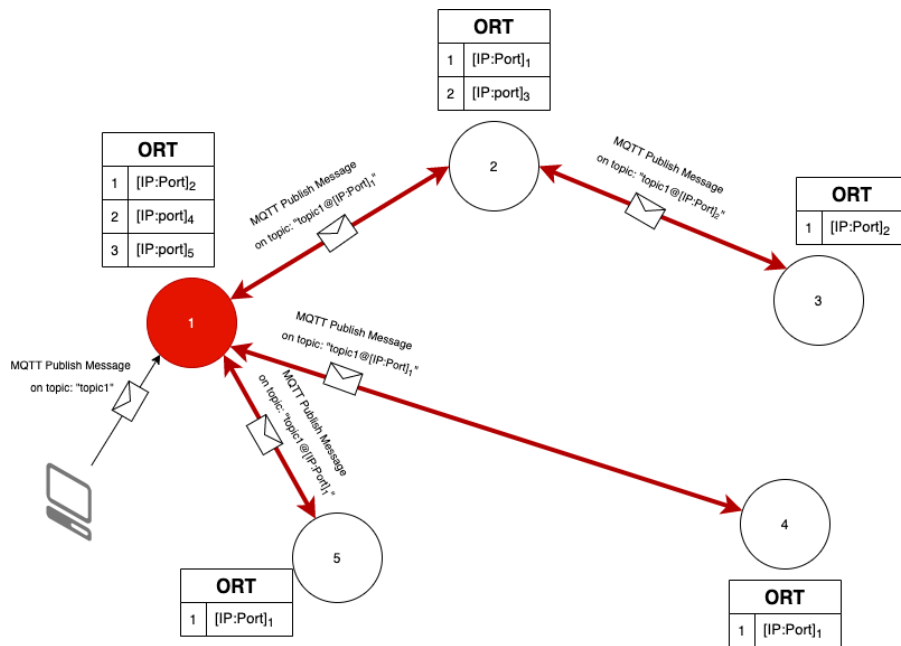 ORT
1 [IP:Port]1
2 [IP:port]3
2
MQTT Publish Message
on topic: "topic1@[IP:Port]1"
MQTT Publish Message
on topic: "topic1@[IP:Port]2"
ORT
1 [IP:Port]2
2 [IP:port]4
3 [IP:port]5
1
ORT
1 [IP:Port]2
3
MQTT Publish Message
on topic: "topic1"
MQTT Publish Message
on topic: "topic1@[IP:Port]1"
MQTT Publish Message
on topic: "topic1@[IP:Port]1"
4
ORT
1 [IP:Port]1
5
ORT
1 [IP:Port]1